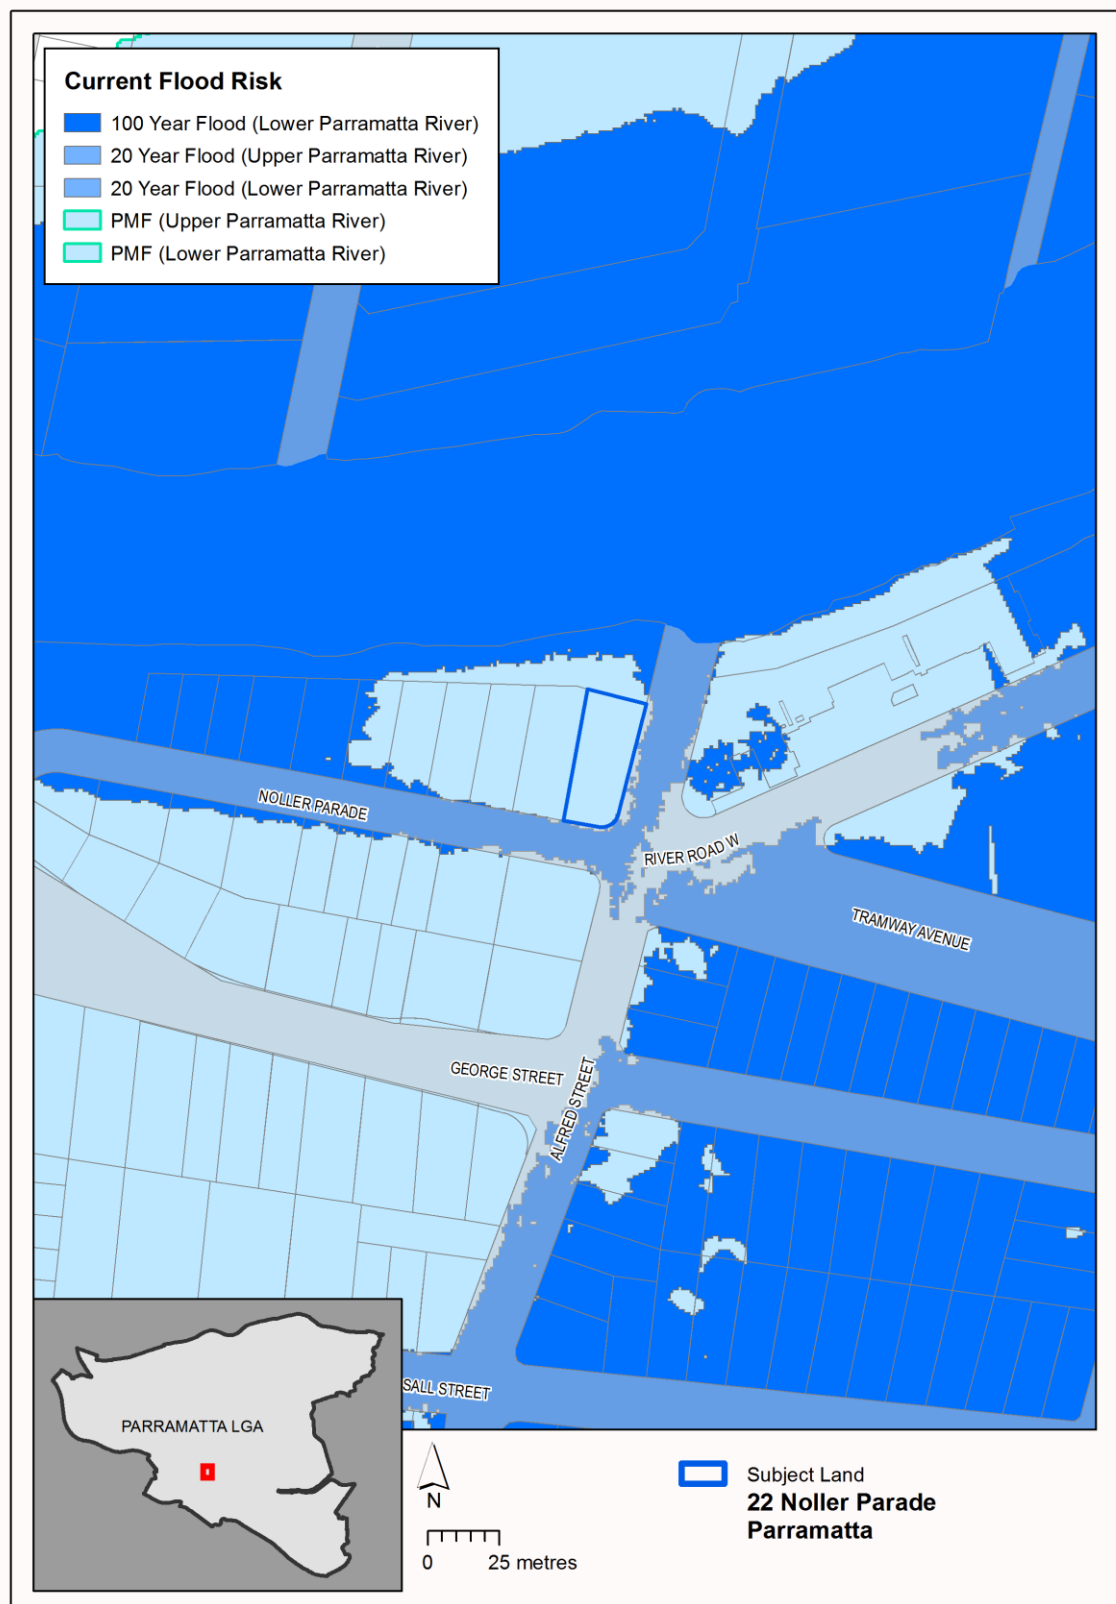 Current Flood Risk
100 Year Flood (Lower Parramatta River)
20 Year Flood (Upper Parramatta River)
20 Year Flood (Lower Parramatta River)
PMF (Upper Parramatta River)
PMF (Lower Parramatta River)
NOLLER PARADE
RIVER ROAD W
TRAMWAY AVENUE
GEORGE STREET
ALFRED STREET
SALL STREET
PARRAMATTA LGA
N
0 25 metres
Subject Land
22 Noller Parade
Parramatta